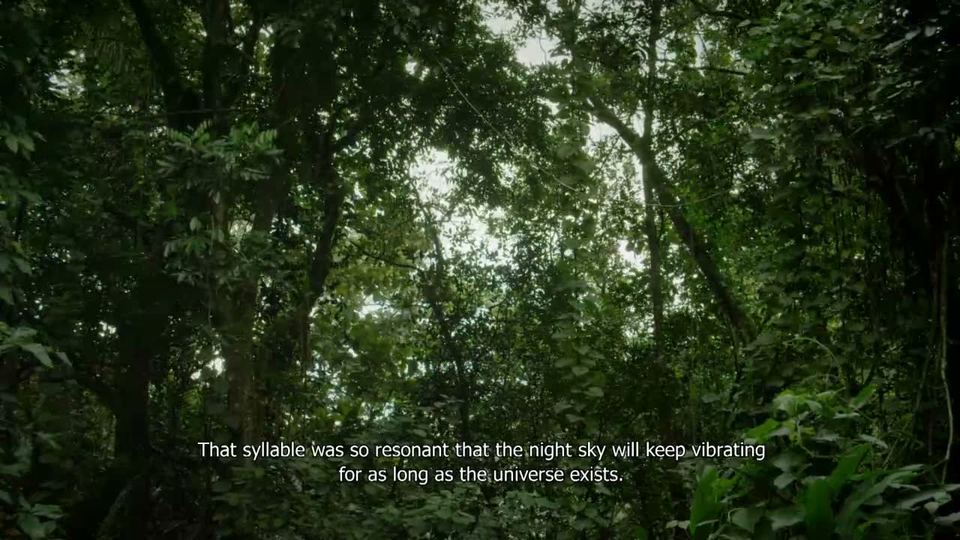 That syllable was so resonant that the night sky will keep vibrating
for as long as the universe exists.